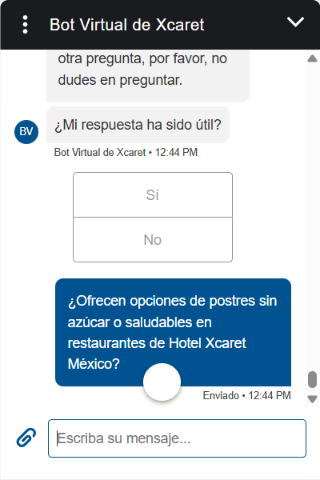 Bot Virtual de Xcaret
otra pregunta, por favor, no
dudes en preguntar.
¿Mi respuesta ha sido útil?
BV
Bot Virtual de Xcaret • 12:44 PM
Sí
No
¿Ofrecen opciones de postres sin
azúcar o saludables en
restaurantes de Hotel Xcaret
México?
Enviado • 12:44 PM
Escriba su mensaje...